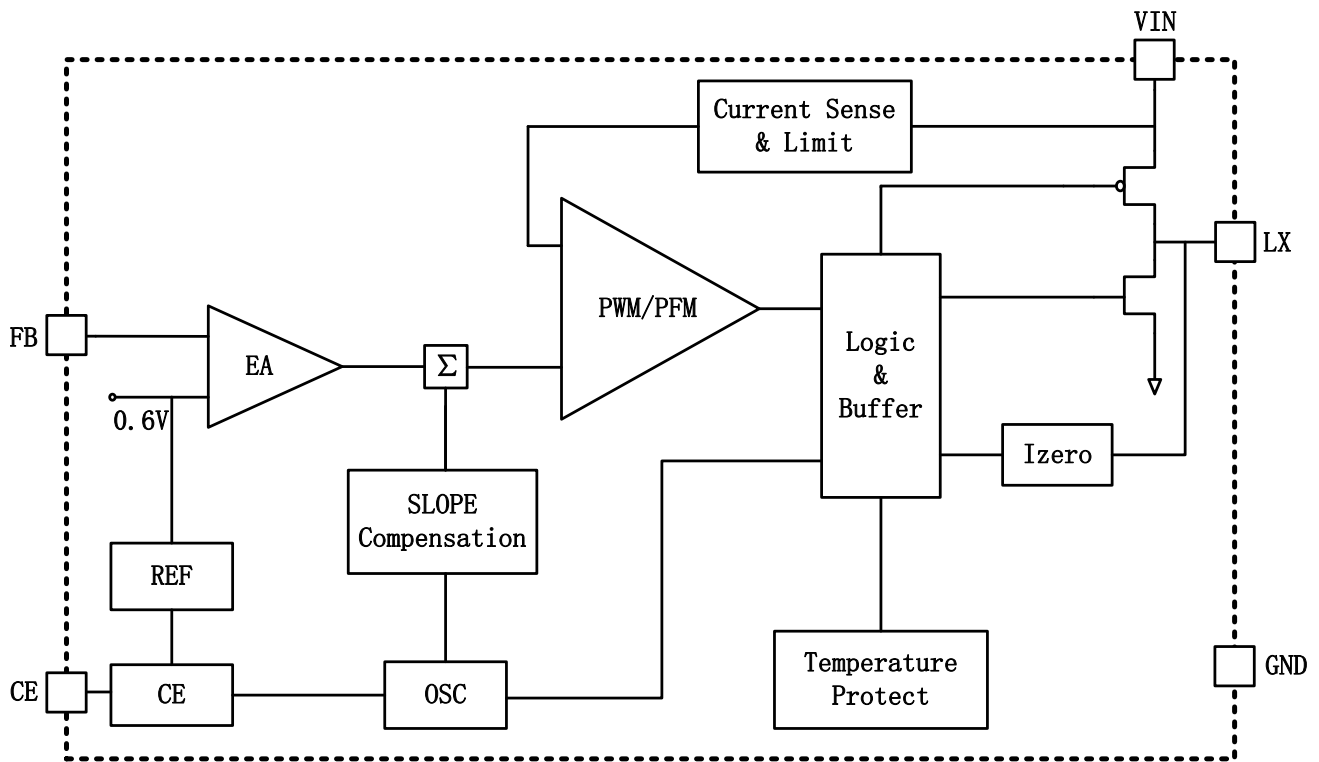 VIN
Current Sense
& Limit
LX
PWM/PFM
FB
EA
Σ
Logic
&
Buffer
0.6V
Izero
SLOPE
Compensation
REF
Temperature
Protect
GND
CE
CE
OSC